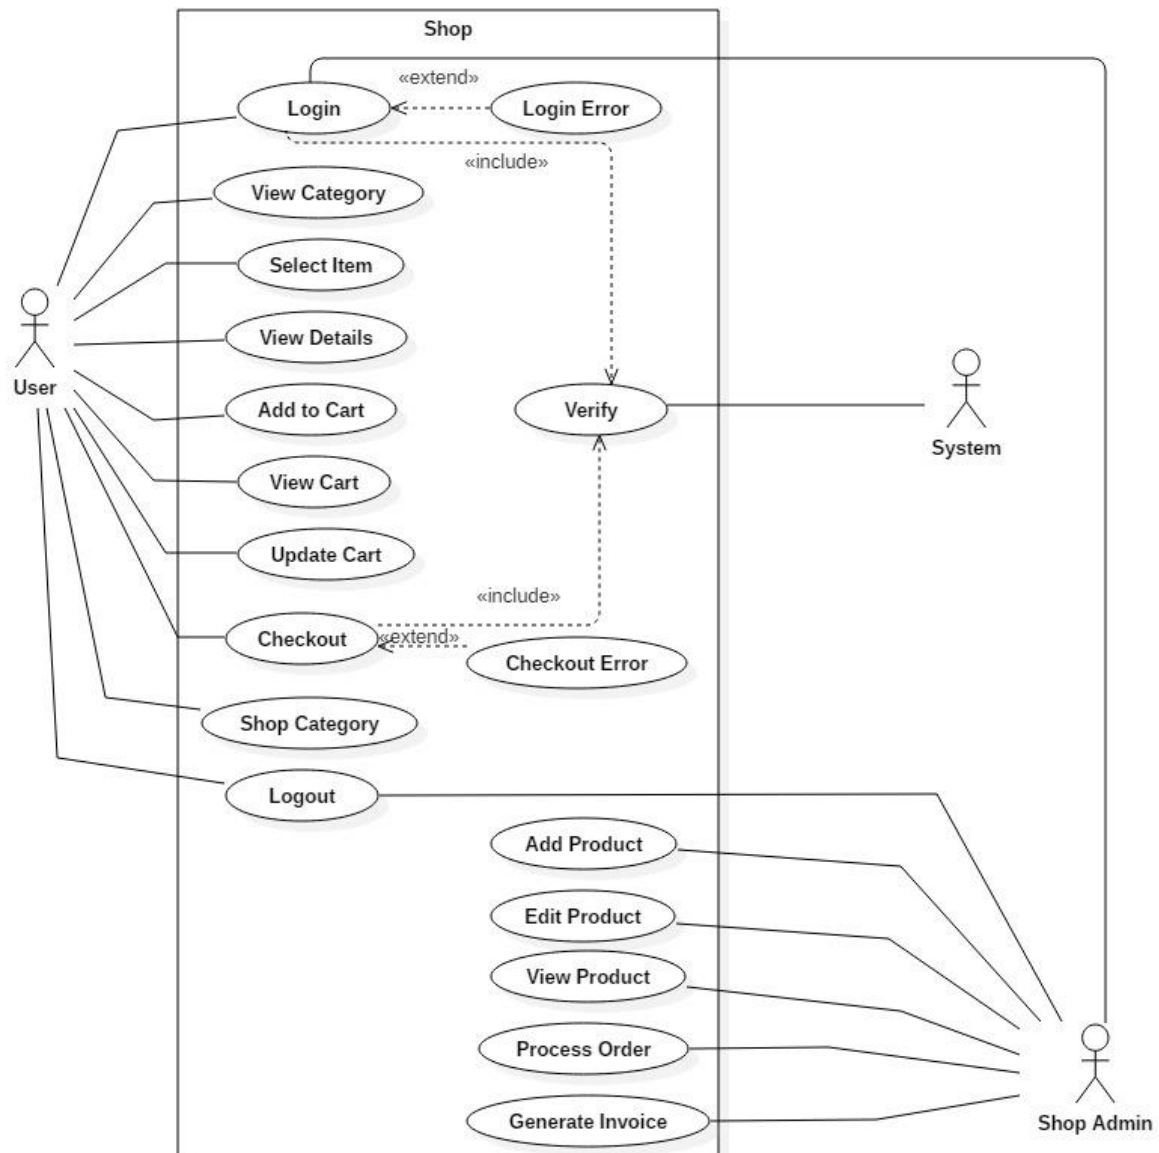 Shop
«extend»
Login
Login Error
«include»
View Category
Select Item
View Details
User
Add to Cart
Verify
System
View Cart
Update Cart
«include»
Checkout
«extend»
Checkout Error
Shop Category
Logout
Add Product
Edit Product
View Product
Process Order
Generate Invoice
Shop Admin